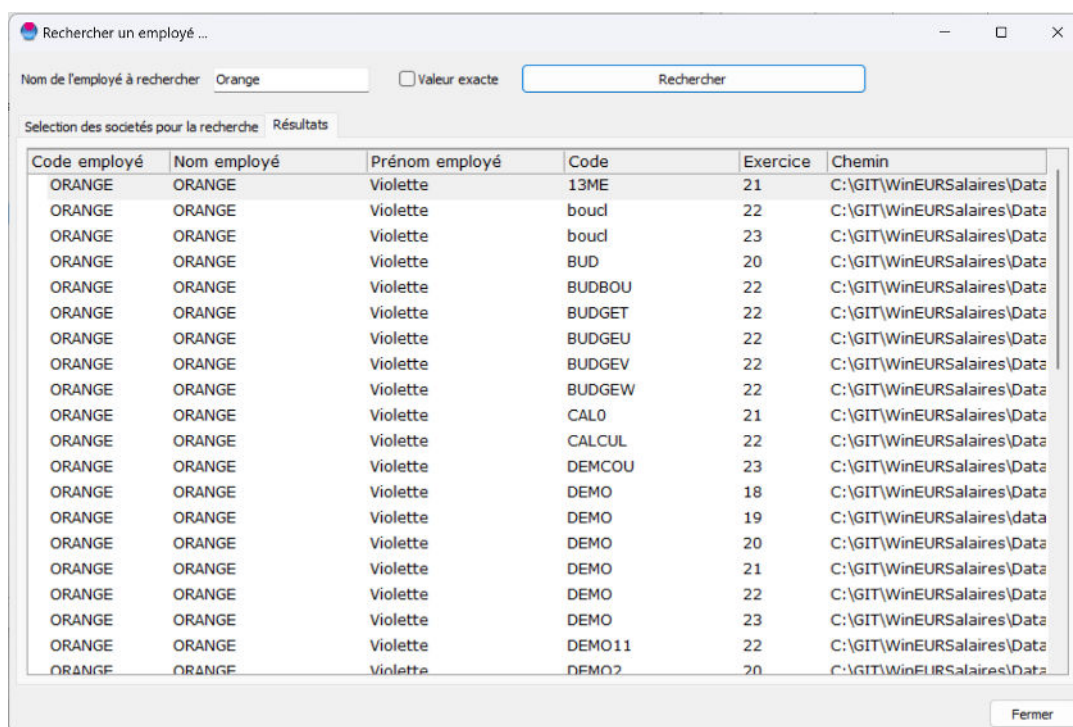 Rechercher un employé ...
Nom de l'employé à rechercher Orange Valeur exacte Rechercher
Selection des societés pour la recherche Résultats
Code employé Nom employé Prénom employé Code Exercice Chemin
ORANGE ORANGE Violette 13ME 21 C:\GIT\WinEURSalaires\Data
ORANGE ORANGE Violette boucl 22 C:\GIT\WinEURSalaires\Data
ORANGE ORANGE Violette boucl 23 C:\GIT\WinEURSalaires\Data
ORANGE ORANGE Violette BUD 20 C:\GIT\WinEURSalaires\Data
ORANGE ORANGE Violette BUDBOU 22 C:\GIT\WinEURSalaires\Data
ORANGE ORANGE Violette BUDGET 22 C:\GIT\WinEURSalaires\Data
ORANGE ORANGE Violette BUDGEU 22 C:\GIT\WinEURSalaires\Data
ORANGE ORANGE Violette BUDGEV 22 C:\GIT\WinEURSalaires\Data
ORANGE ORANGE Violette BUDGEW 22 C:\GIT\WinEURSalaires\Data
ORANGE ORANGE Violette CAL0 21 C:\GIT\WinEURSalaires\Data
ORANGE ORANGE Violette CALCUL 22 C:\GIT\WinEURSalaires\Data
ORANGE ORANGE Violette DEMCOU 23 C:\GIT\WinEURSalaires\Data
ORANGE ORANGE Violette DEMO 18 C:\GIT\WinEURSalaires\Data
ORANGE ORANGE Violette DEMO 19 C:\GIT\WinEURSalaires\data
ORANGE ORANGE Violette DEMO 20 C:\GIT\WinEURSalaires\Data
ORANGE ORANGE Violette DEMO 21 C:\GIT\WinEURSalaires\Data
ORANGE ORANGE Violette DEMO 22 C:\GIT\WinEURSalaires\Data
ORANGE ORANGE Violette DEMO 23 C:\GIT\WinEURSalaires\Data
ORANGE ORANGE Violette DEMO11 22 C:\GIT\WinEURSalaires\Data
ORANGE ORANGE Violette DEMO2 20 C:\GIT\WinEURSalaires\Data
Fermer